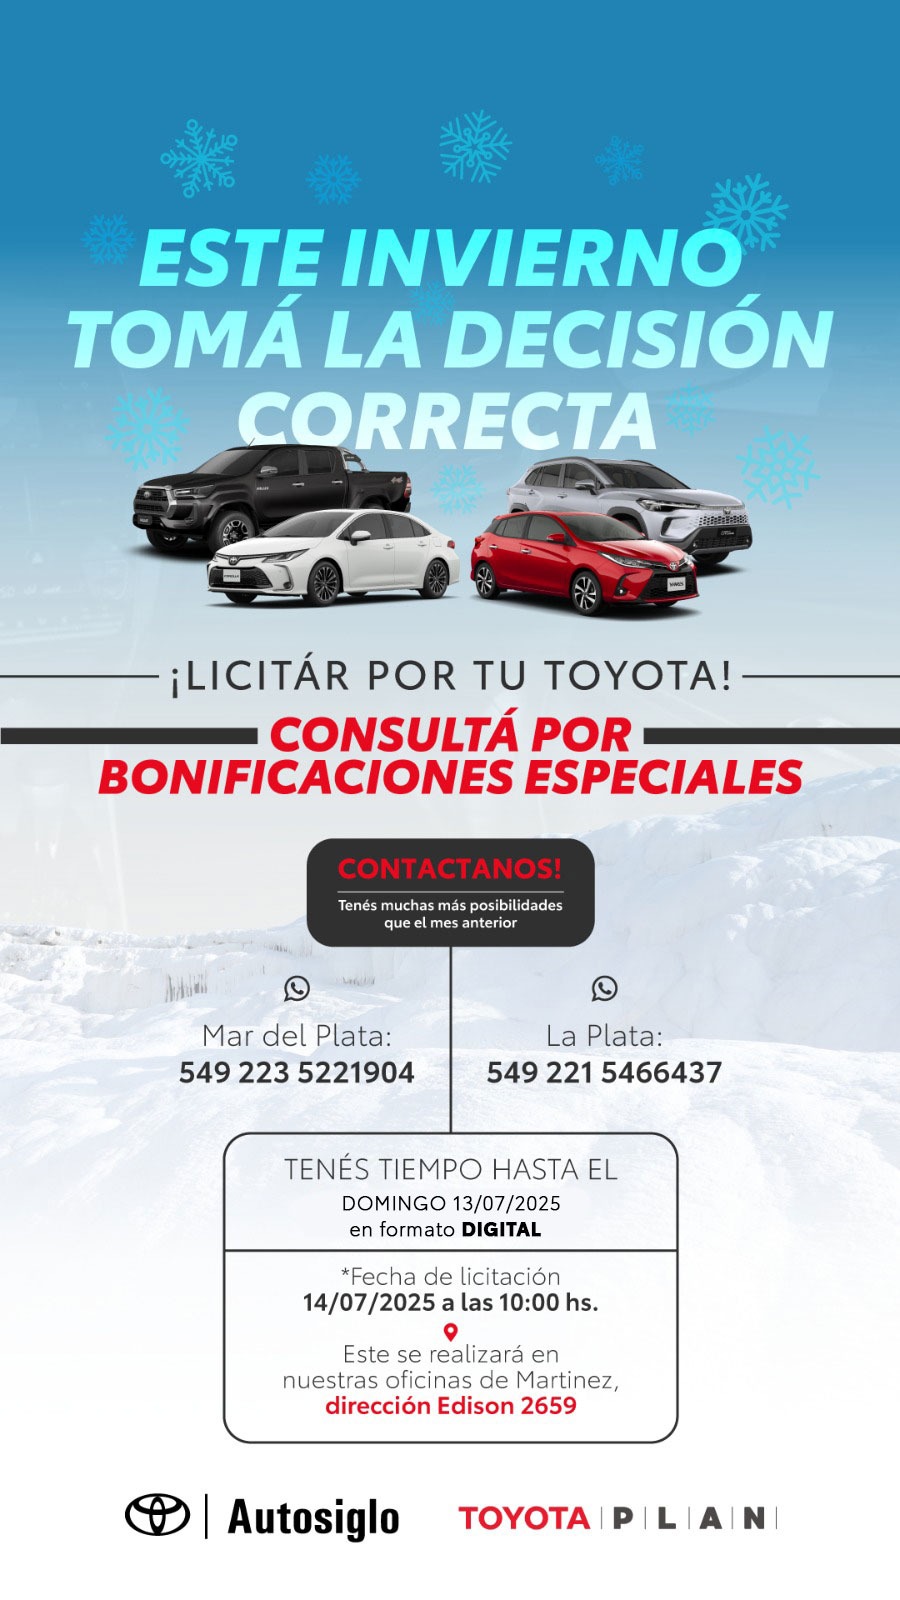 ESTE INVIERNO
TOMÁ LA DECISIÓN
CORRECTA
¡LICITÁR POR TU TOYOTA!
CONSULTÁ POR
BONIFICACIONES ESPECIALES
CONTACTANOS!
Tenés muchas más posibilidades
que el mes anterior
Mar del Plata:
549 223 5221904
La Plata:
549 221 5466437
TENÉS TIEMPO HASTA EL
DOMINGO 13/07/2025
en formato DIGITAL
*Fecha de licitación
14/07/2025 a las 10:00 hs.
Este se realizará en
nuestras oficinas de Martinez,
dirección Edison 2659
Autosiglo
TOYOTA |P|L|A|N|